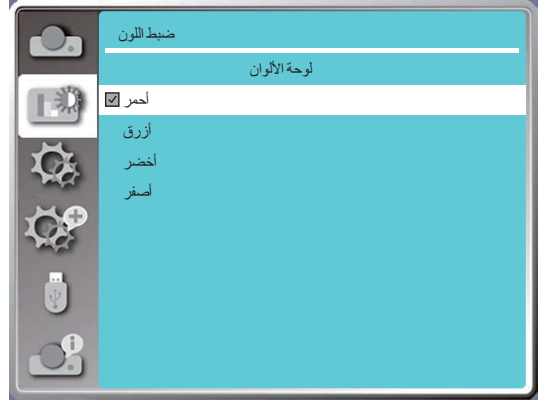 ضبط اللون
لوحة الألوان
أحمر
أزرق
أخضر
أصفر